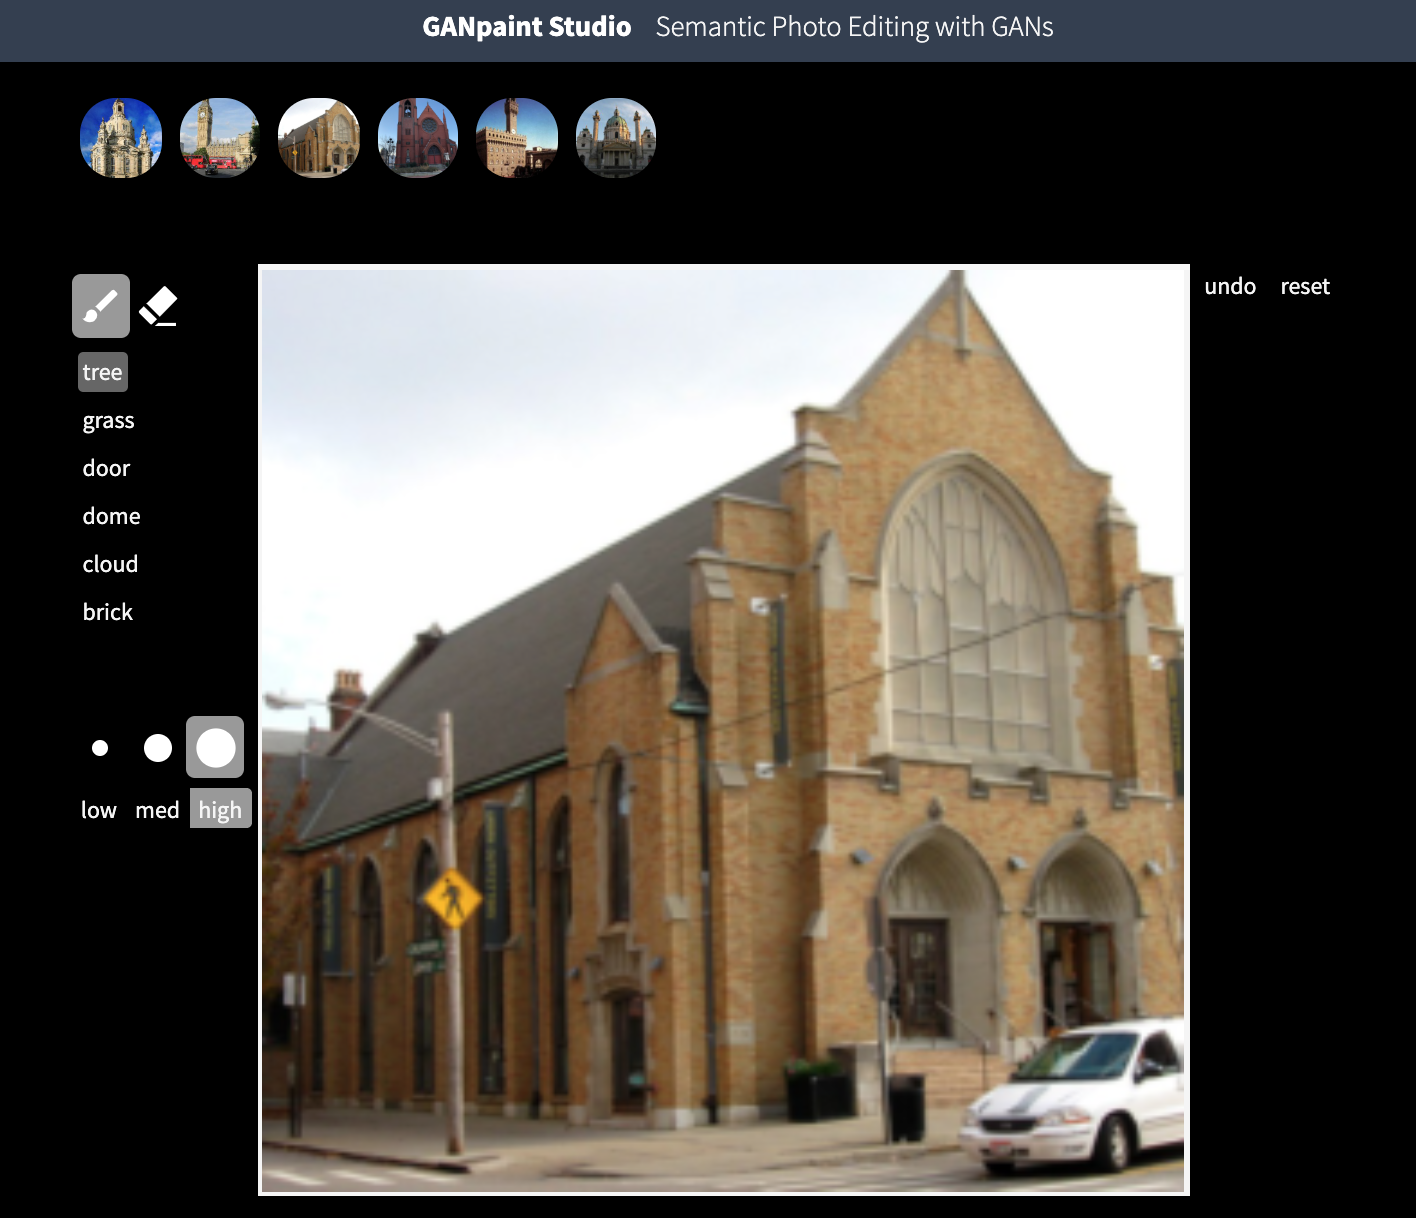 GANpaint Studio Semantic Photo Editing with GANs
undo reset
tree
grass
door
dome
cloud
brick
low med high